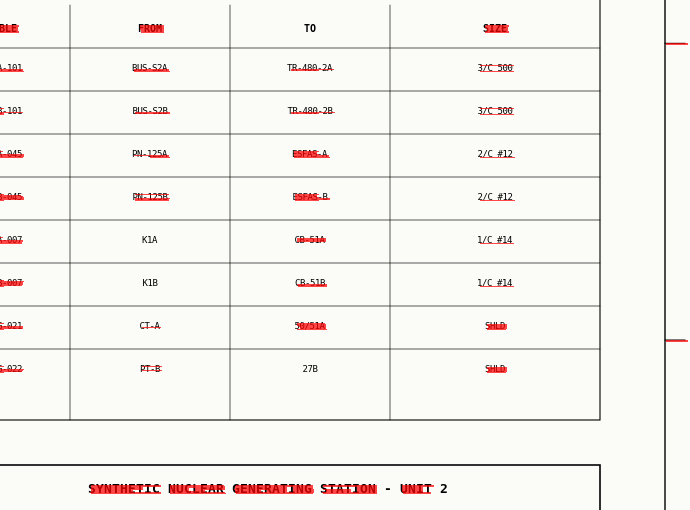 BLE FROM TO SIZE
-101 BUS-S2A TR-480-2A 3/C 500
-101 BUS-S2B TR-480-2B 3/C 500
-045 PN-125A ESFAS-A 2/C #12
-045 PN-125B ESFAS-B 2/C #12
-007 K1A CB-51A 1/C #14
-007 K1B CB-51B 1/C #14
-021 CT-A 50/51A SHLD
-022 PT-B 27B SHLD
SYNTHETIC NUCLEAR GENERATING STATION - UNIT 2